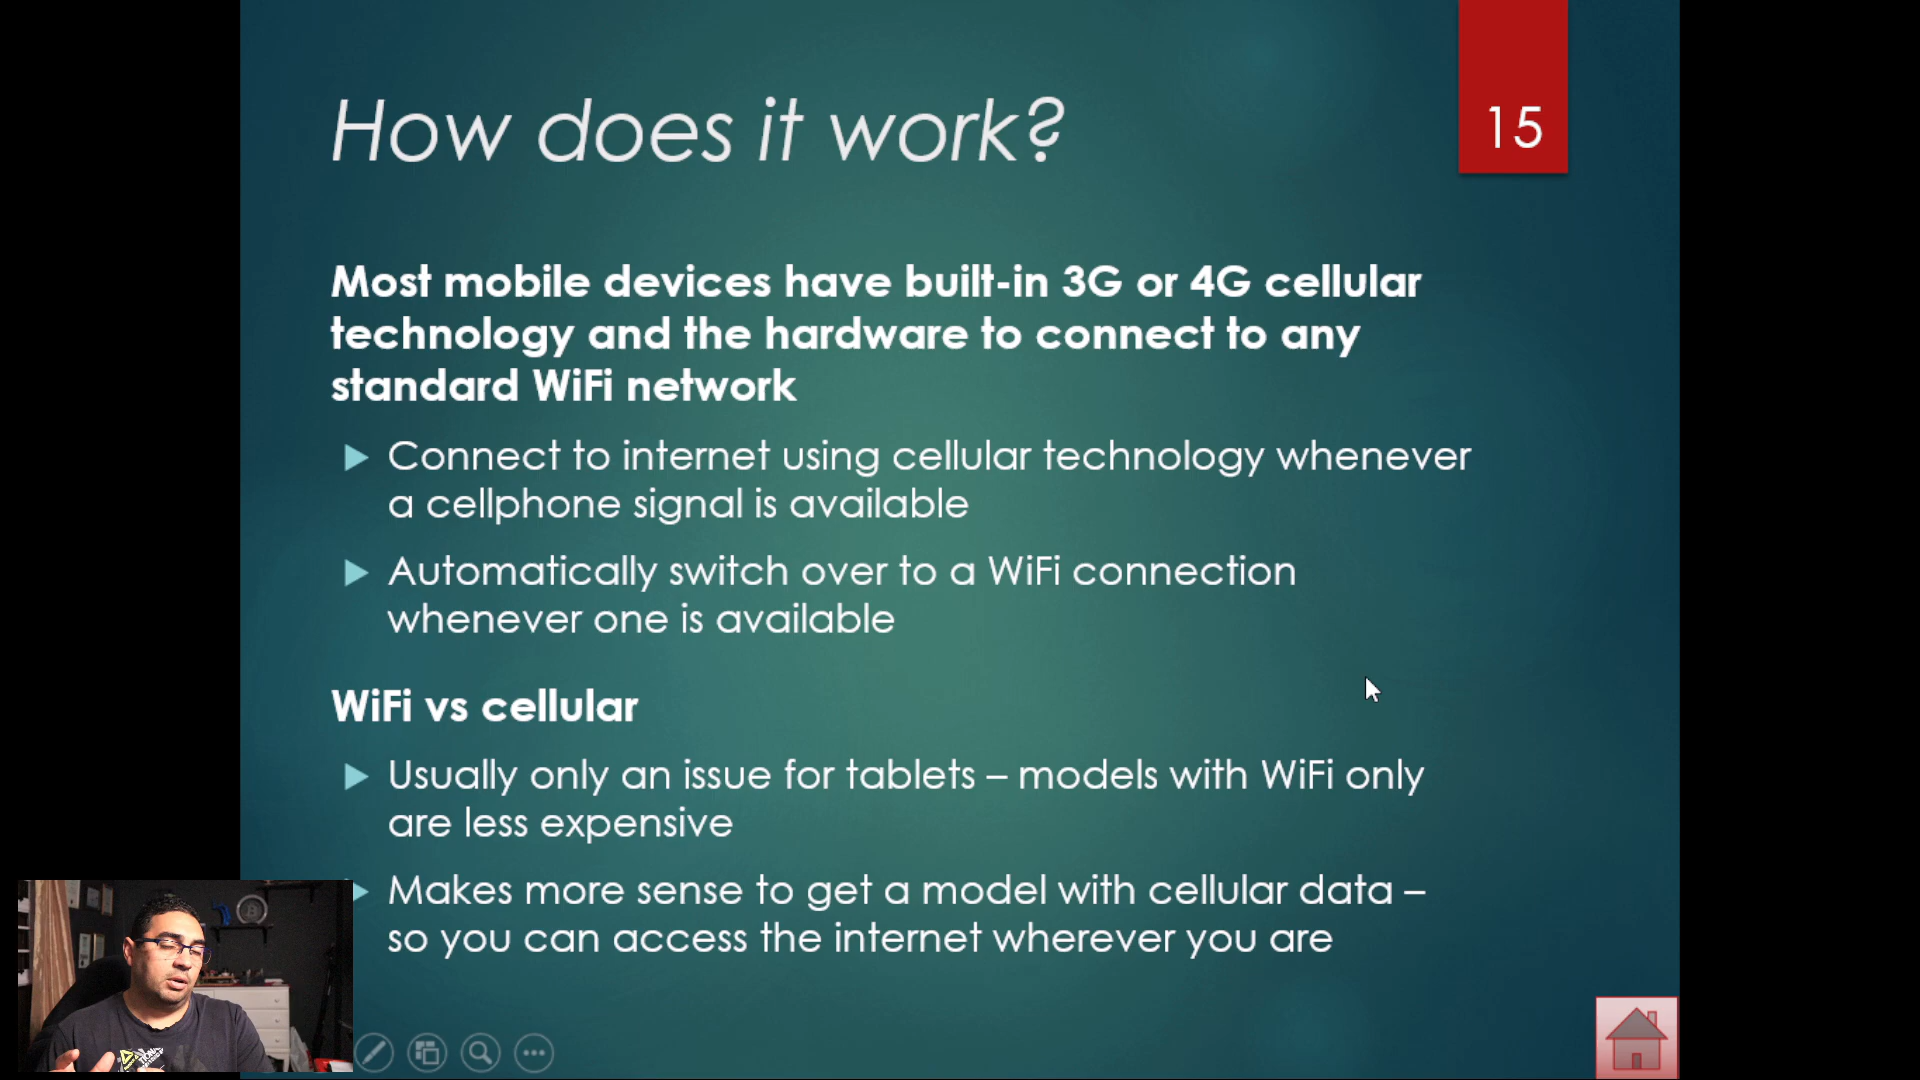 How does it work?
15
Most mobile devices have built-in 3G or 4G cellular
technology and the hardware to connect to any
standard WiFi network
Connect to internet using cellular technology whenever
a cellphone signal is available
Automatically switch over to a WiFi connection
whenever one is available
WiFi vs cellular
Usually only an issue for tablets – models with WiFi only
are less expensive
Makes more sense to get a model with cellular data –
so you can access the internet wherever you are